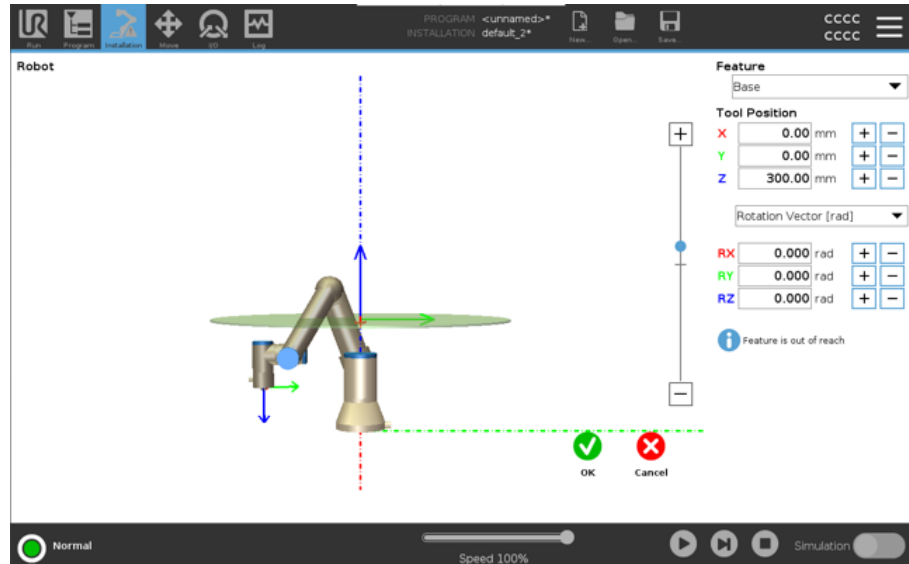 PROGRAM <unnamed>*
INSTALLATION default_2*
cccc
cccc
Run
Program
Installation
Move
I/O
Log
New...
Open...
Save...
Robot
Feature
Base
Tool Position
X 0.00 mm + −
Y 0.00 mm + −
Z 300.00 mm + −
Rotation Vector [rad]
RX 0.000 rad + −
RY 0.000 rad + −
RZ 0.000 rad + −
i Feature is out of reach
+
−
OK
Cancel
Normal
Speed 100%
Simulation